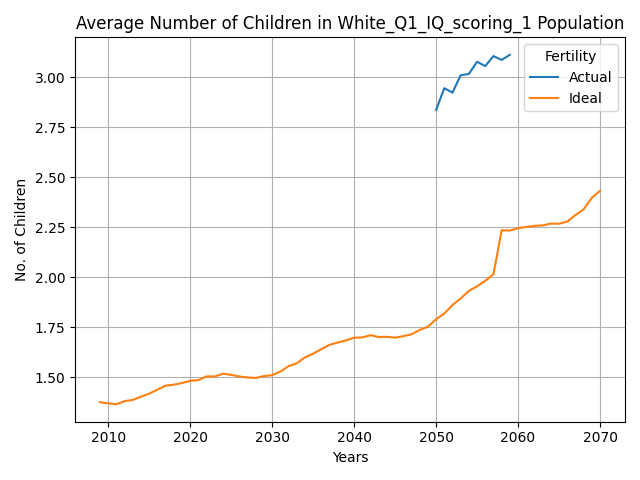 Average Number of Children in White_Q1_IQ_scoring_1 Population
Fertility
Actual
Ideal
3.00
2.75
2.50
2.25
2.00
1.75
1.50
No. of Children
2010 2020 2030 2040 2050 2060 2070
Years